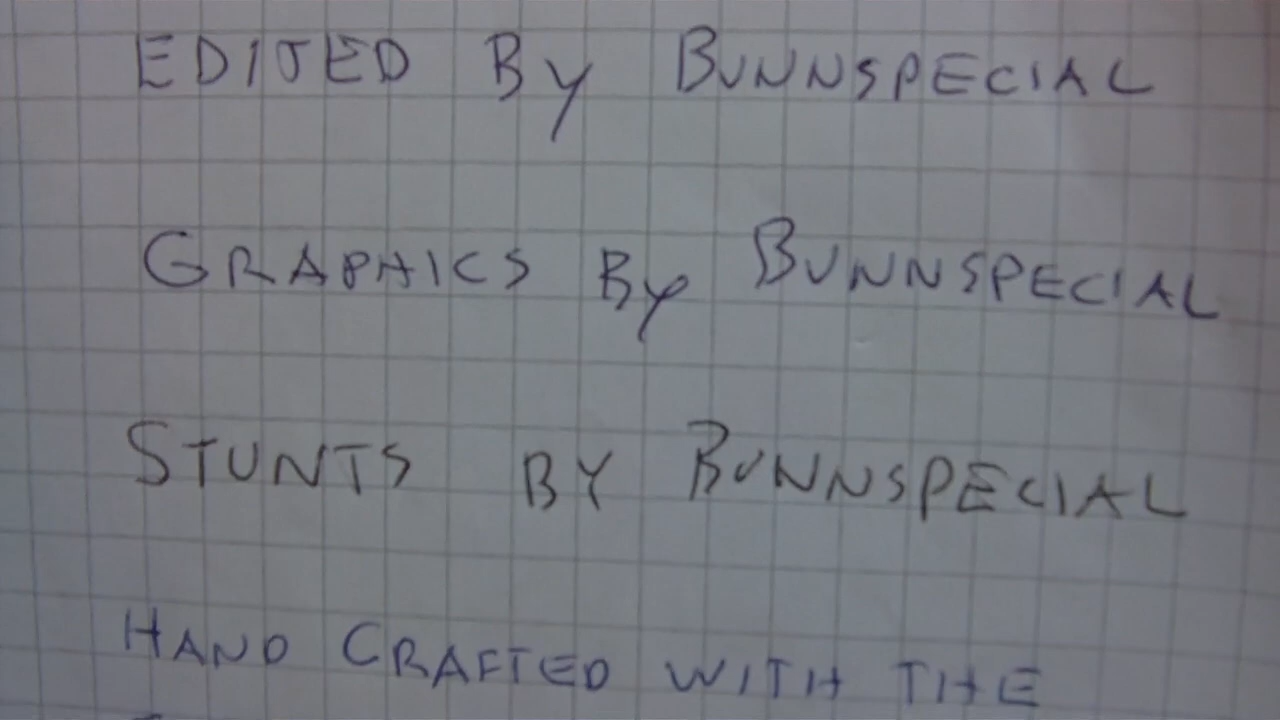 EDITED BY BUNNSPECIAL
GRAPHICS BY BUNNSPECIAL
STUNTS BY BUNNSPECIAL
HAND CRAFTED WITH THE